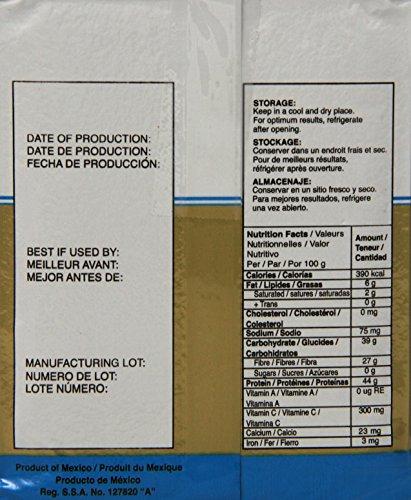 DATE OF PRODUCTION:
DATE DE PRODUCTION:
FECHA DE PRODUCCIÓN:
BEST IF USED BY:
MEILLEUR AVANT:
MEJOR ANTES DE:
MANUFACTURING LOT:
NUMERO DE LOT:
LOTE NÚMERO:
STORAGE:
Keep in a cool and dry place.
For optimum results, refrigerate
after opening.
STOCKAGE:
Conserver dans un endroit frais et sec.
Pour de meilleurs résultats,
réfrigérer après ouverture.
ALMACENAJE:
Conservar en un sitio fresco y seco.
Para mejores resultados, refrigere
una vez abierto.
Nutrition Facts / Valeurs
Nutritionnelles / Valor
Nutritivo
Per / Par / Por 100 g
Amount /
Teneur /
Cantidad
Calories / Calorías 390 kcal
Fat / Lipides / Grasas 6 g
Saturated / satures / saturadas 2 g
+ Trans 0 g
Cholesterol / Cholestérol /
Colesterol 0 mg
Sodium / Sodio 75 mg
Carbohydrate / Glucides /
Carbohidratos 39 g
Fibre / Fibres / Fibra 27 g
Sugars / Sucres / Azúcares 0 g
Protein / Protéines / Proteínas 44 g
Vitamin A / Vitamine A /
Vitamina A 0 ug RE
Vitamin C / Vitamine C /
Vitamina C 300 mg
Calcium / Calcio 23 mg
Iron / Fer / Fierro 3 mg
Product of Mexico / Produit du Mexique
Producto de México
Reg. S.S.A. No. 127820 "A"